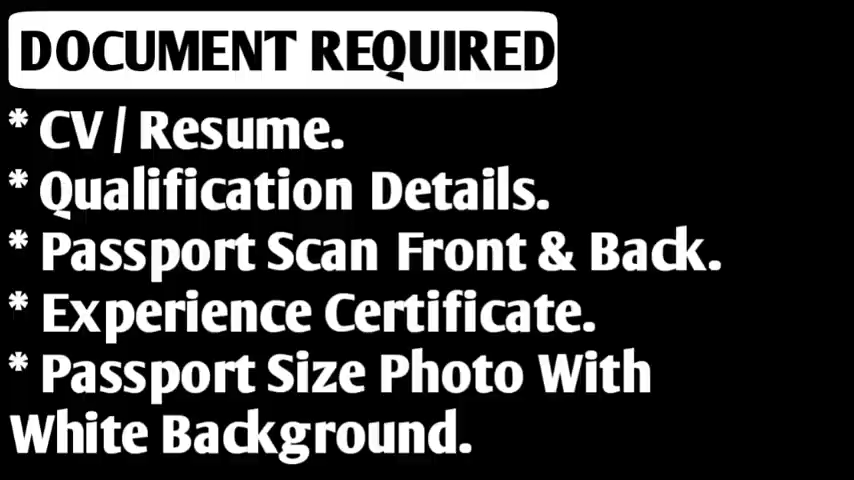 DOCUMENT REQUIRED
* CV / Resume.
* Qualification Details.
* Passport Scan Front & Back.
* Experience Certificate.
* Passport Size Photo With
White Background.